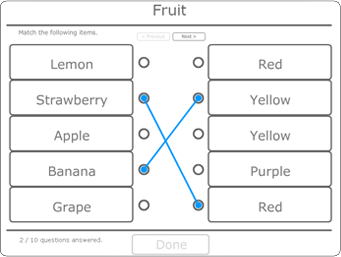 Fruit
Match the following items.
< Previous Next >
Lemon Red
Strawberry Yellow
Apple Yellow
Banana Purple
Grape Red
2 / 10 questions answered.
Done